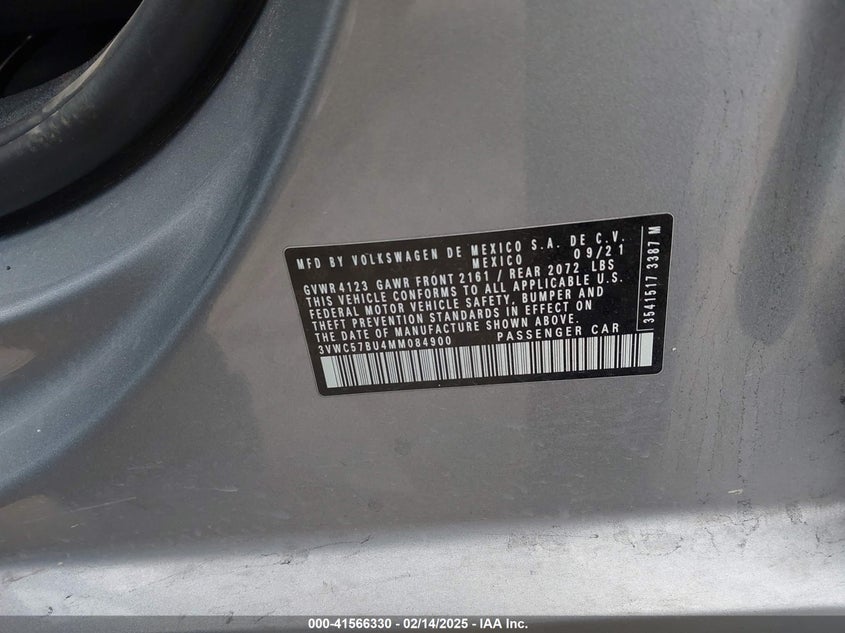 MFD BY VOLKSWAGEN DE MEXICO S.A. DE C.V.
MEXICO 09/21
GVWR 4123 GAWR FRONT 2161 / REAR 2072 LBS
THIS VEHICLE CONFORMS TO ALL APPLICABLE U.S.
FEDERAL MOTOR VEHICLE SAFETY, BUMPER AND
THEFT PREVENTION STANDARDS IN EFFECT ON
THE DATE OF MANUFACTURE SHOWN ABOVE.
3VWC57BU4MM084900 PASSENGER CAR
3541517 3387 M
000-41566330 - 02/14/2025 - IAA Inc.